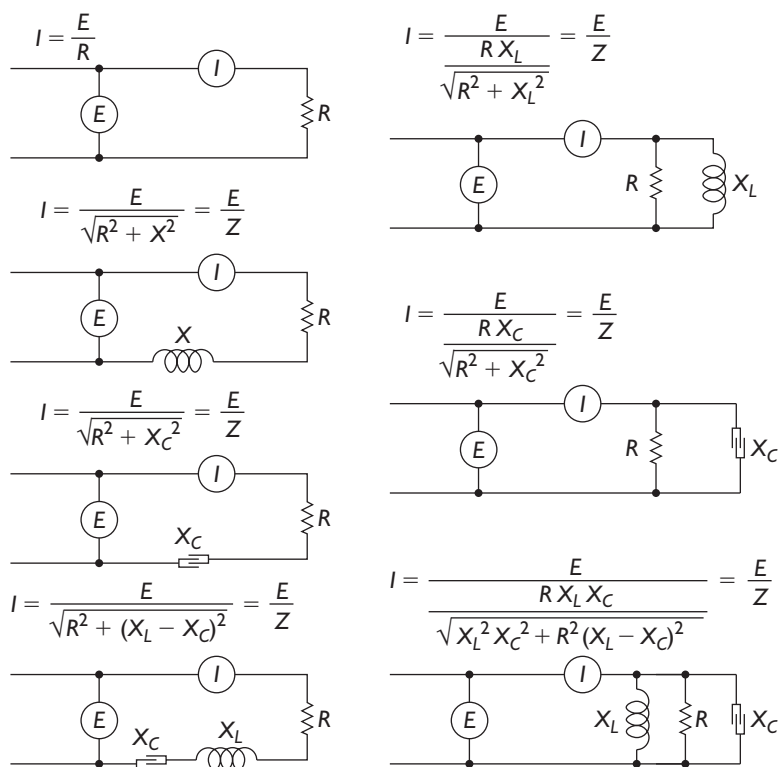 I = E / R
I
E
R
I = E / √(R² + X²) = E / Z
I
E
R
X
I = E / √(R² + X_C²) = E / Z
I
E
R
X_C
I = E / √(R² + (X_L − X_C)²) = E / Z
I
E
R
X_C X_L
I = E / (R X_L / √(R² + X_L²)) = E / Z
I
E R X_L
I = E / (R X_C / √(R² + X_C²)) = E / Z
I
E R X_C
I = E / (R X_L X_C / √(X_L² X_C² + R² (X_L − X_C)²)) = E / Z
I
E X_L R X_C